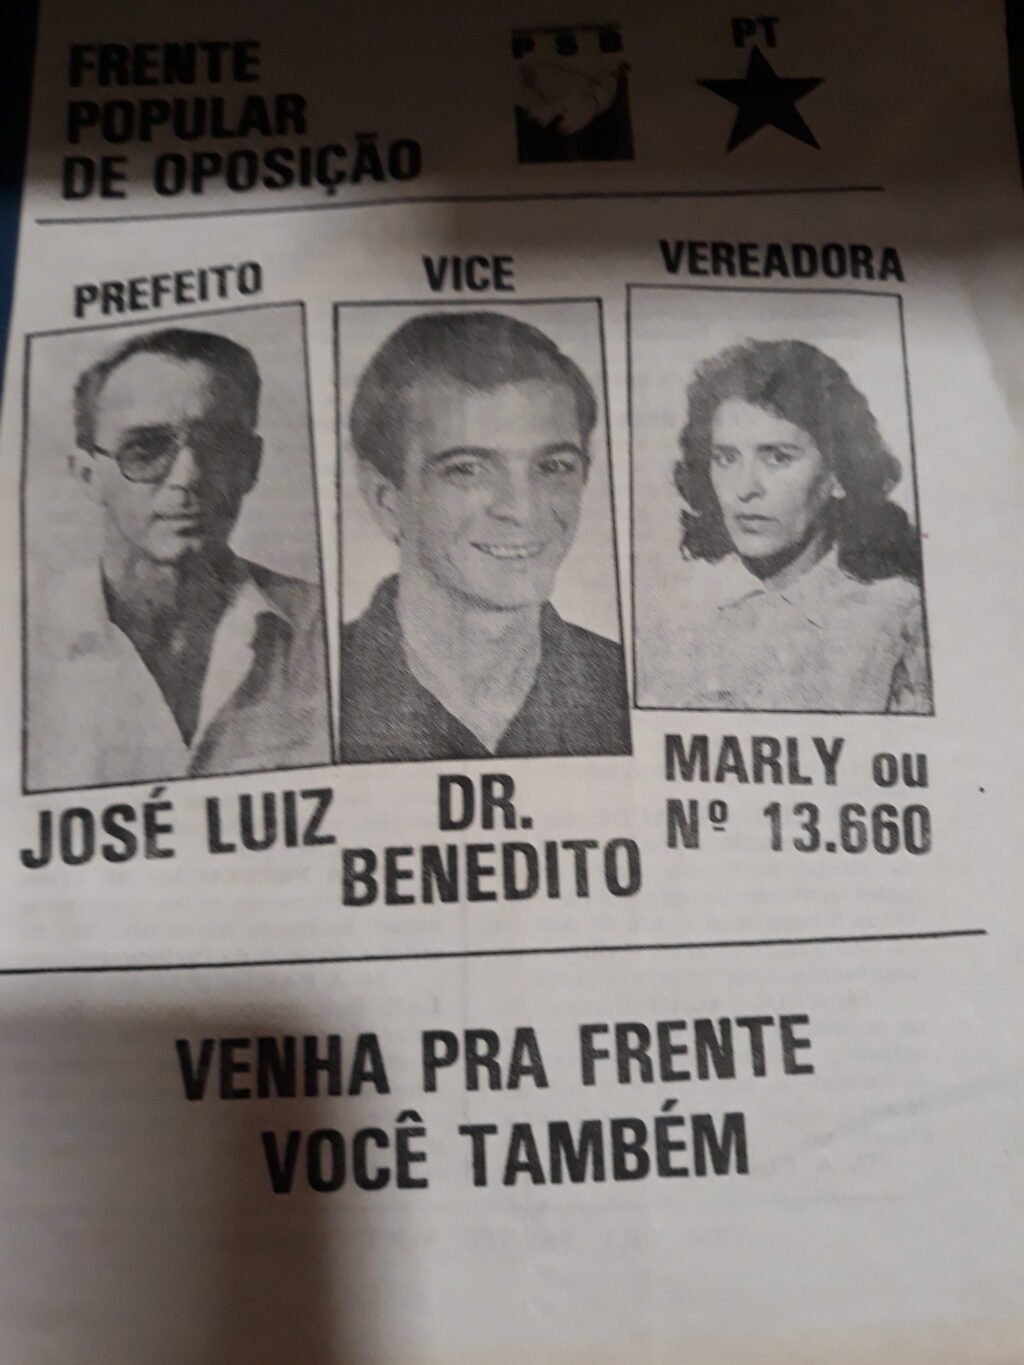 FRENTE
POPULAR
DE OPOSIÇÃO
PSB
PT
PREFEITO
VICE
VEREADORA
JOSÉ LUIZ
DR.
BENEDITO
MARLY ou
Nº 13.660
VENHA PRA FRENTE
VOCÊ TAMBÉM